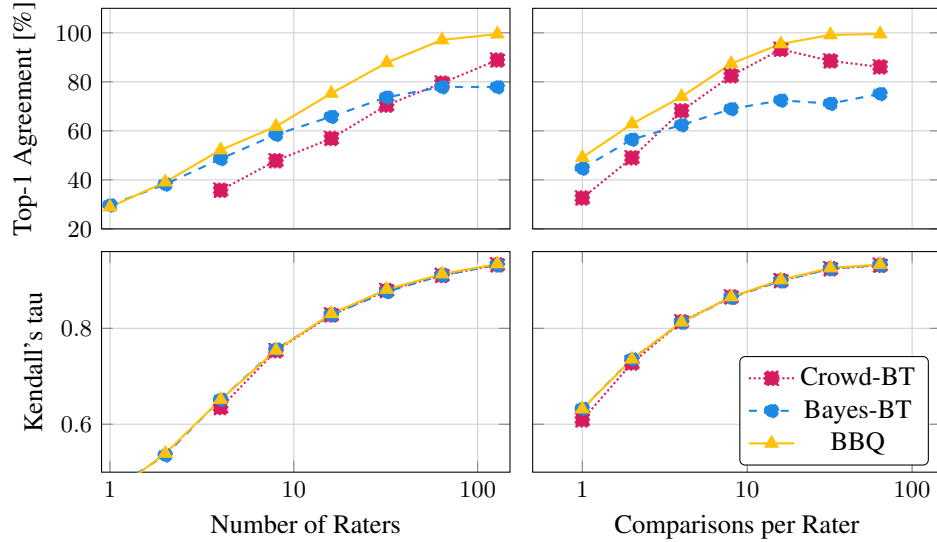 Top-1 Agreement [%]
100
80
60
40
20
Kendall's tau
0.8
0.6
1
10
100
1
10
100
Number of Raters
Comparisons per Rater
Crowd-BT
Bayes-BT
BBQ